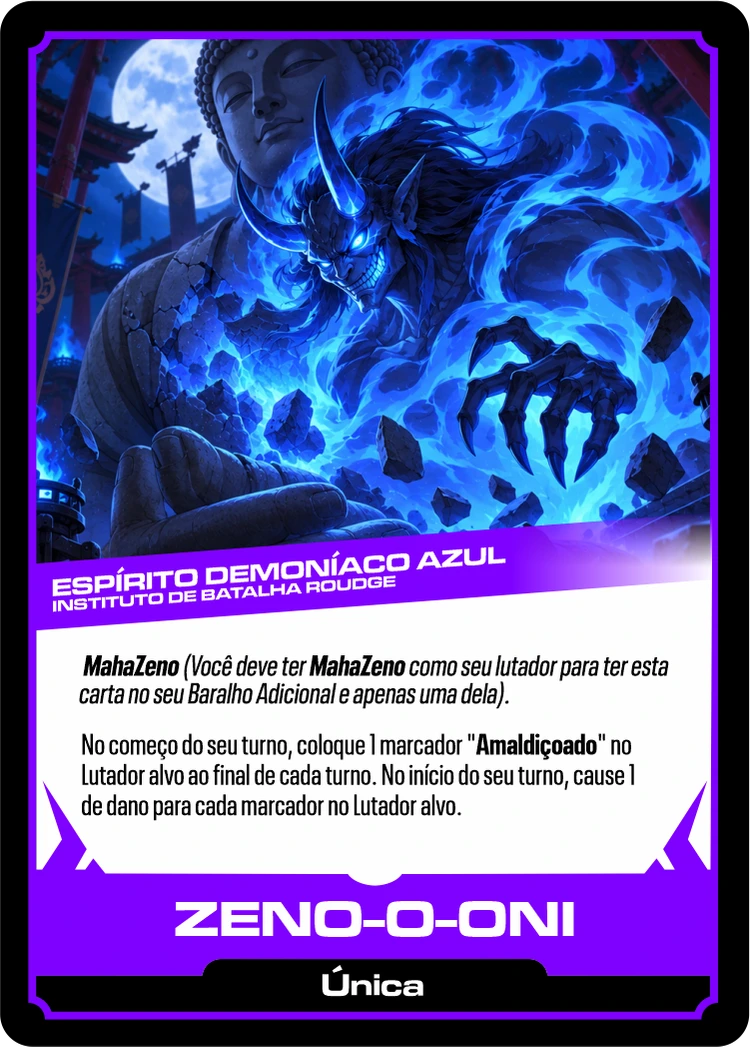 ESPÍRITO DEMONÍACO AZUL
INSTITUTO DE BATALHA ROUDGE
MahaZeno (Você deve ter MahaZeno como seu lutador para ter esta
carta no seu Baralho Adicional e apenas uma dela).
No começo do seu turno, coloque 1 marcador "Amaldiçoado" no
Lutador alvo ao final de cada turno. No início do seu turno, cause 1
de dano para cada marcador no Lutador alvo.
ZENO-O-ONI
Única